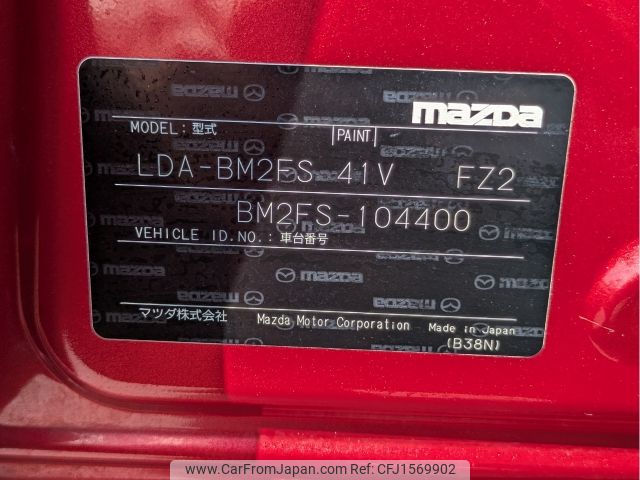 mazda
MODEL: 型式 PAINT
LDA-BM2FS 41V FZ2
BM2FS-104400
VEHICLE ID.NO.: 車台番号
マツダ株式会社 Mazda Motor Corporation Made in Japan
(B38N)
www.CarFromJapan.com | Ref No: CFJ1569902